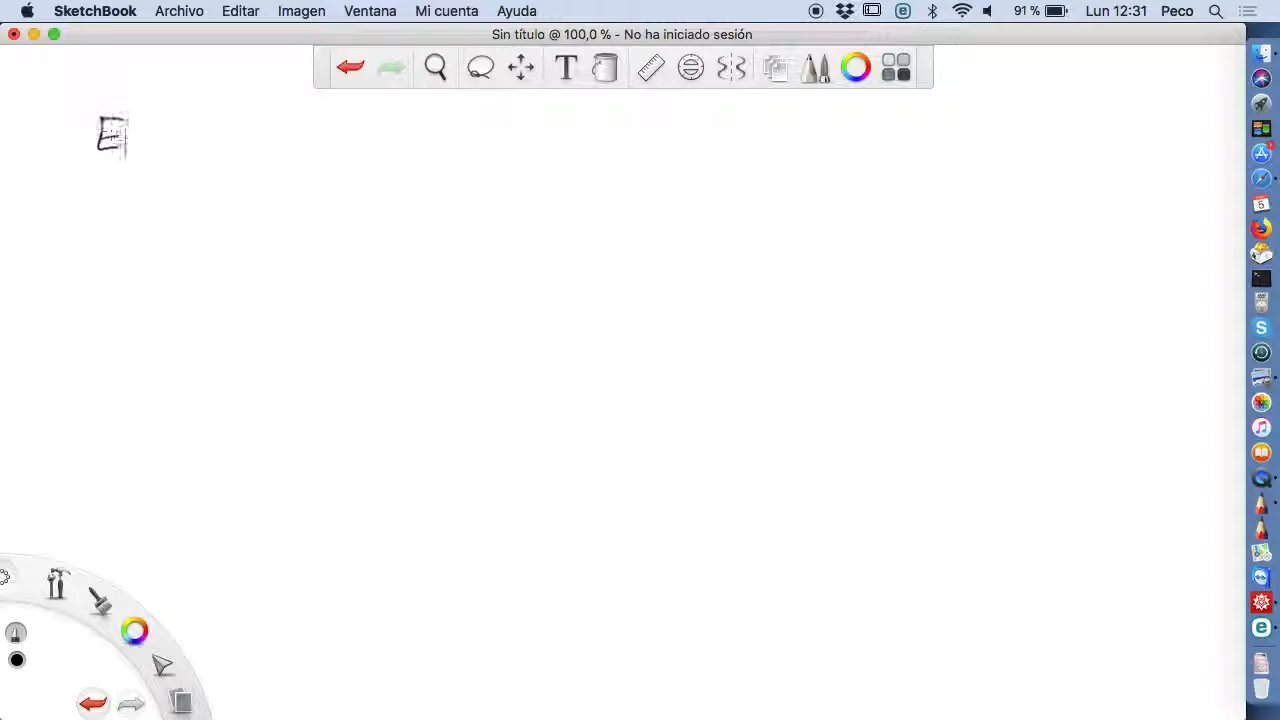 SketchBook Archivo Editar Imagen Ventana Mi cuenta Ayuda 91 % Lun 12:31 Peco
Sin título @ 100,0 % - No ha iniciado sesión
T
E
5
S
e